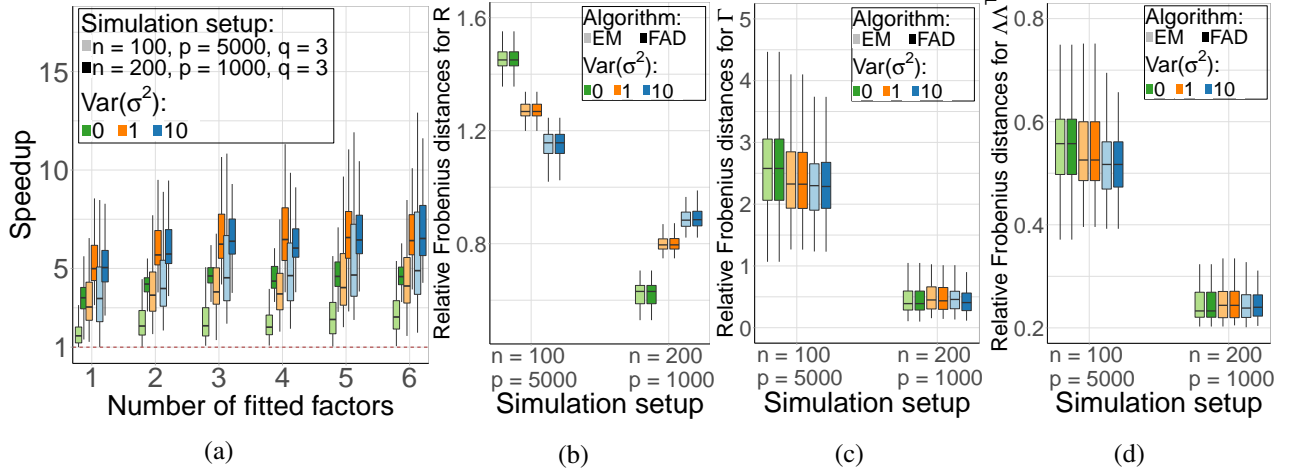 Simulation setup:
n = 100, p = 5000, q = 3
n = 200, p = 1000, q = 3
Var(σ²):
0 1 10
Speedup
15
10
5
1
1 2 3 4 5 6
Number of fitted factors
(a)
Relative Frobenius distances for R
Algorithm:
EM FAD
Var(σ²):
0 1 10
1.6
1.2
0.8
n = 100
p = 5000
n = 200
p = 1000
Simulation setup
(b)
Relative Frobenius distances for Γ
Algorithm:
EM FAD
Var(σ²):
0 1 10
5
4
3
2
1
0
n = 100
p = 5000
n = 200
p = 1000
Simulation setup
(c)
Relative Frobenius distances for ΛΛ
Algorithm:
EM FAD
Var(σ²):
0 1 10
0.8
0.6
0.4
0.2
n = 100
p = 5000
n = 200
p = 1000
Simulation setup
(d)